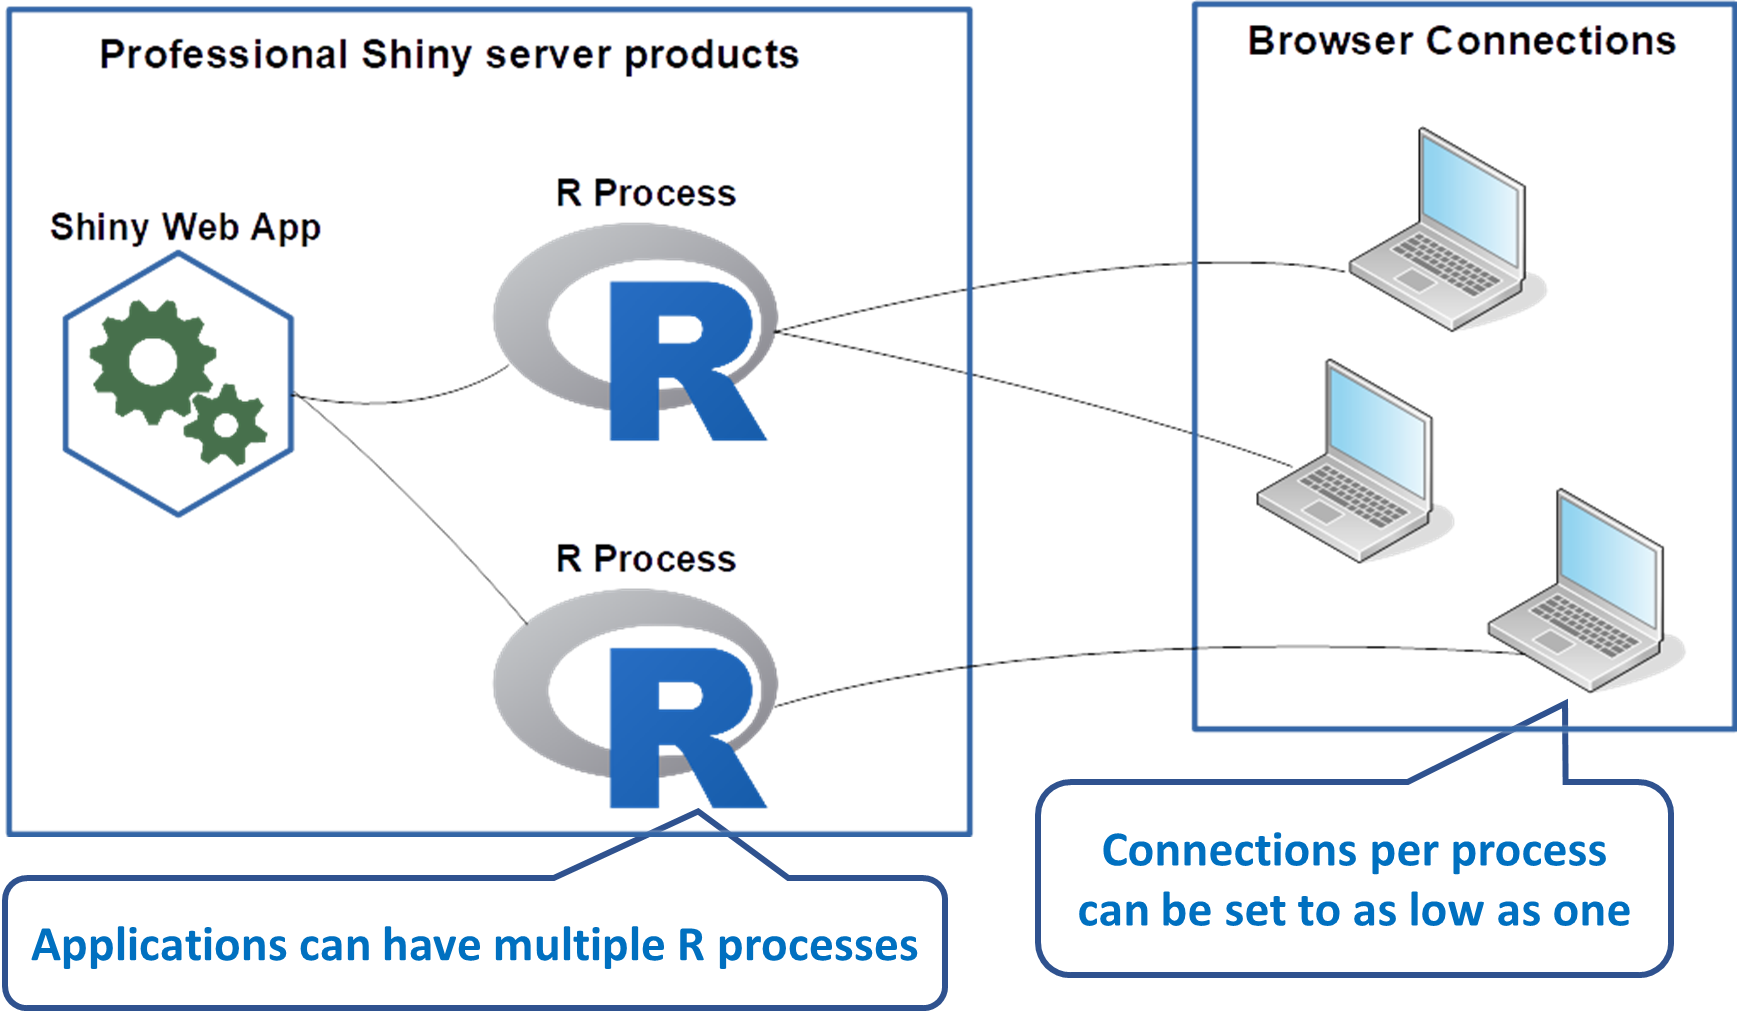 Professional Shiny server products
Browser Connections
Shiny Web App
R Process
R
R Process
R
Applications can have multiple R processes
Connections per process
can be set to as low as one